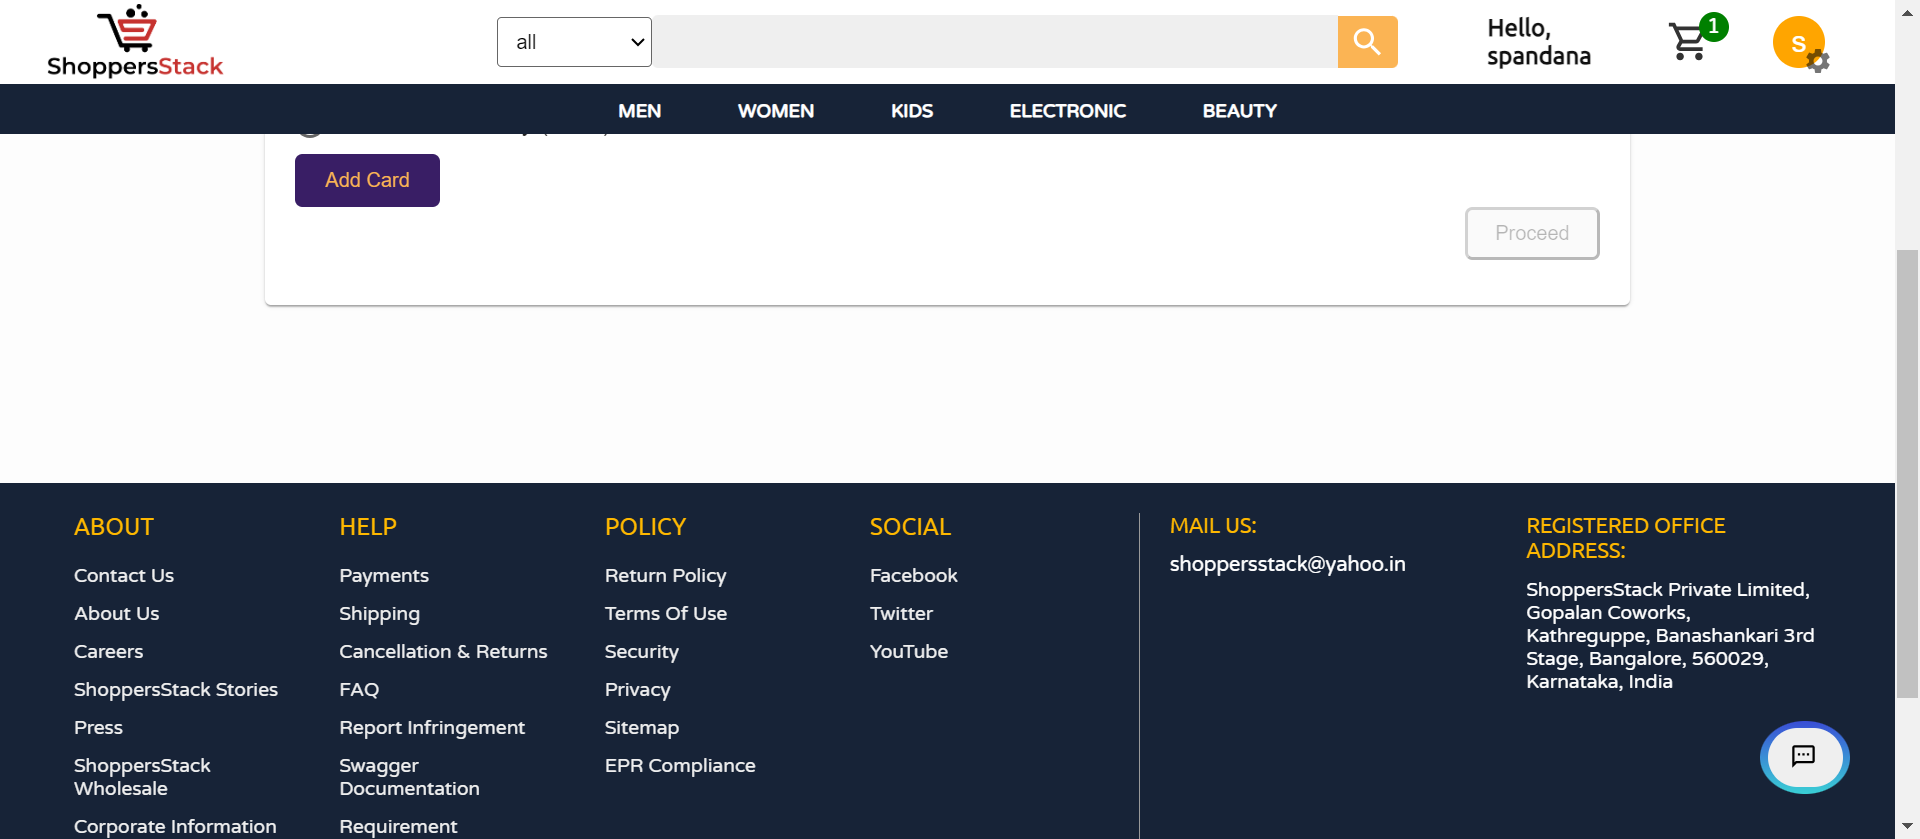 ShoppersStack
all
Hello,
spandana
1
S
MEN
WOMEN
KIDS
ELECTRONIC
BEAUTY
Add Card
Proceed
ABOUT
Contact Us
About Us
Careers
ShoppersStack Stories
Press
ShoppersStack
Wholesale
Corporate Information
HELP
Payments
Shipping
Cancellation & Returns
FAQ
Report Infringement
Swagger
Documentation
Requirement
POLICY
Return Policy
Terms Of Use
Security
Privacy
Sitemap
EPR Compliance
SOCIAL
Facebook
Twitter
YouTube
MAIL US:
shoppersstack@yahoo.in
REGISTERED OFFICE
ADDRESS:
ShoppersStack Private Limited,
Gopalan Coworks,
Kathreguppe, Banashankari 3rd
Stage, Bangalore, 560029,
Karnataka, India